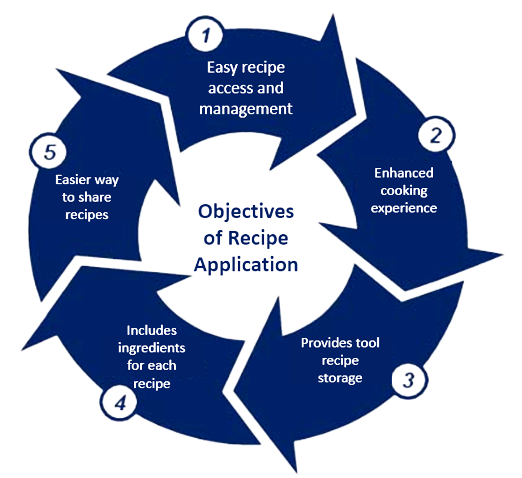 1
Easy recipe
access and
management
2
Enhanced
cooking
experience
3
Provides tool
recipe
storage
4
Includes
ingredients
for each
recipe
5
Easier way
to share
recipes
Objectives
of Recipe
Application